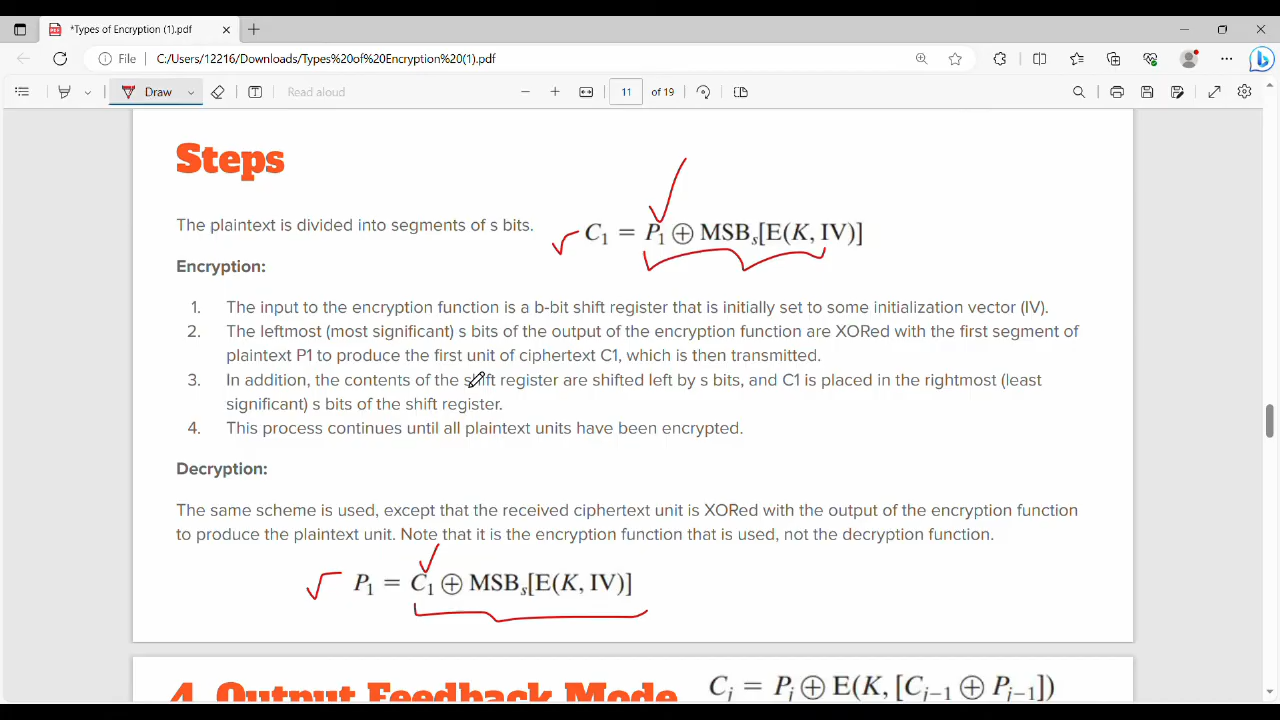 *Types of Encryption (1).pdf
File C:/Users/12216/Downloads/Types%20of%20Encryption%20(1).pdf
Draw Read aloud 11 of 19
Steps
The plaintext is divided into segments of s bits.
C₁ = P₁ ⊕ MSBₛ[E(K, IV)]
Encryption:
1. The input to the encryption function is a b-bit shift register that is initially set to some initialization vector (IV).
2. The leftmost (most significant) s bits of the output of the encryption function are XORed with the first segment of
plaintext P1 to produce the first unit of ciphertext C1, which is then transmitted.
3. In addition, the contents of the shift register are shifted left by s bits, and C1 is placed in the rightmost (least
significant) s bits of the shift register.
4. This process continues until all plaintext units have been encrypted.
Decryption:
The same scheme is used, except that the received ciphertext unit is XORed with the output of the encryption function
to produce the plaintext unit. Note that it is the encryption function that is used, not the decryption function.
P₁ = C₁ ⊕ MSBₛ[E(K, IV)]
4. Output Feedback Mode
Cⱼ = Pⱼ ⊕ E(K, [Cⱼ₋₁ ⊕ Pⱼ₋₁])